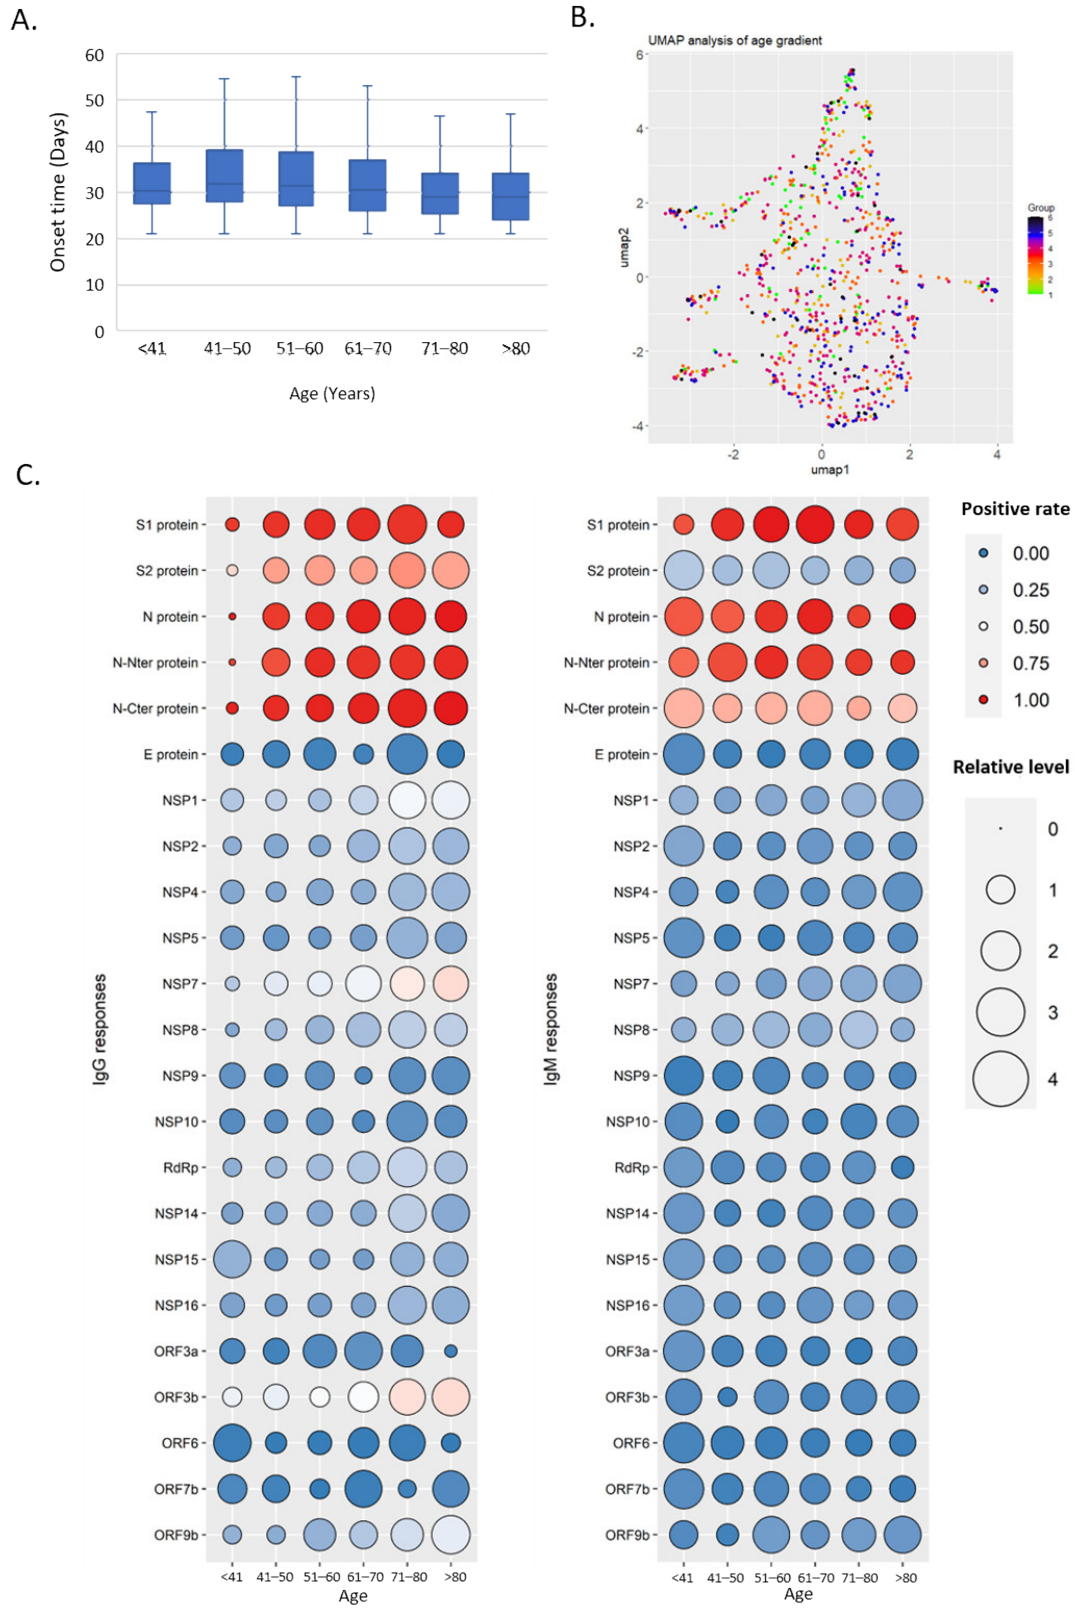 A.
60
50
40
30
20
10
0
Onset time (Days)
<41 41–50 51–60 61–70 71–80 >80
Age (Years)
B.
UMAP analysis of age gradient
6
4
2
0
-2
-4
umap2
-2 0 2 4
umap1
Group
6
5
4
3
2
1
C.
IgG responses
S1 protein
S2 protein
N protein
N-Nter protein
N-Cter protein
E protein
NSP1
NSP2
NSP4
NSP5
NSP7
NSP8
NSP9
NSP10
RdRp
NSP14
NSP15
NSP16
ORF3a
ORF3b
ORF6
ORF7b
ORF9b
<41 41–50 51–60 61–70 71–80 >80
Age
IgM responses
S1 protein
S2 protein
N protein
N-Nter protein
N-Cter protein
E protein
NSP1
NSP2
NSP4
NSP5
NSP7
NSP8
NSP9
NSP10
RdRp
NSP14
NSP15
NSP16
ORF3a
ORF3b
ORF6
ORF7b
ORF9b
<41 41–50 51–60 61–70 71–80 >80
Age
Positive rate
0.00
0.25
0.50
0.75
1.00
Relative level
0
1
2
3
4